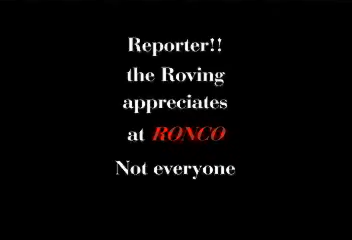 Reporter!!
the Roving
appreciates
at RONCO
Not everyone